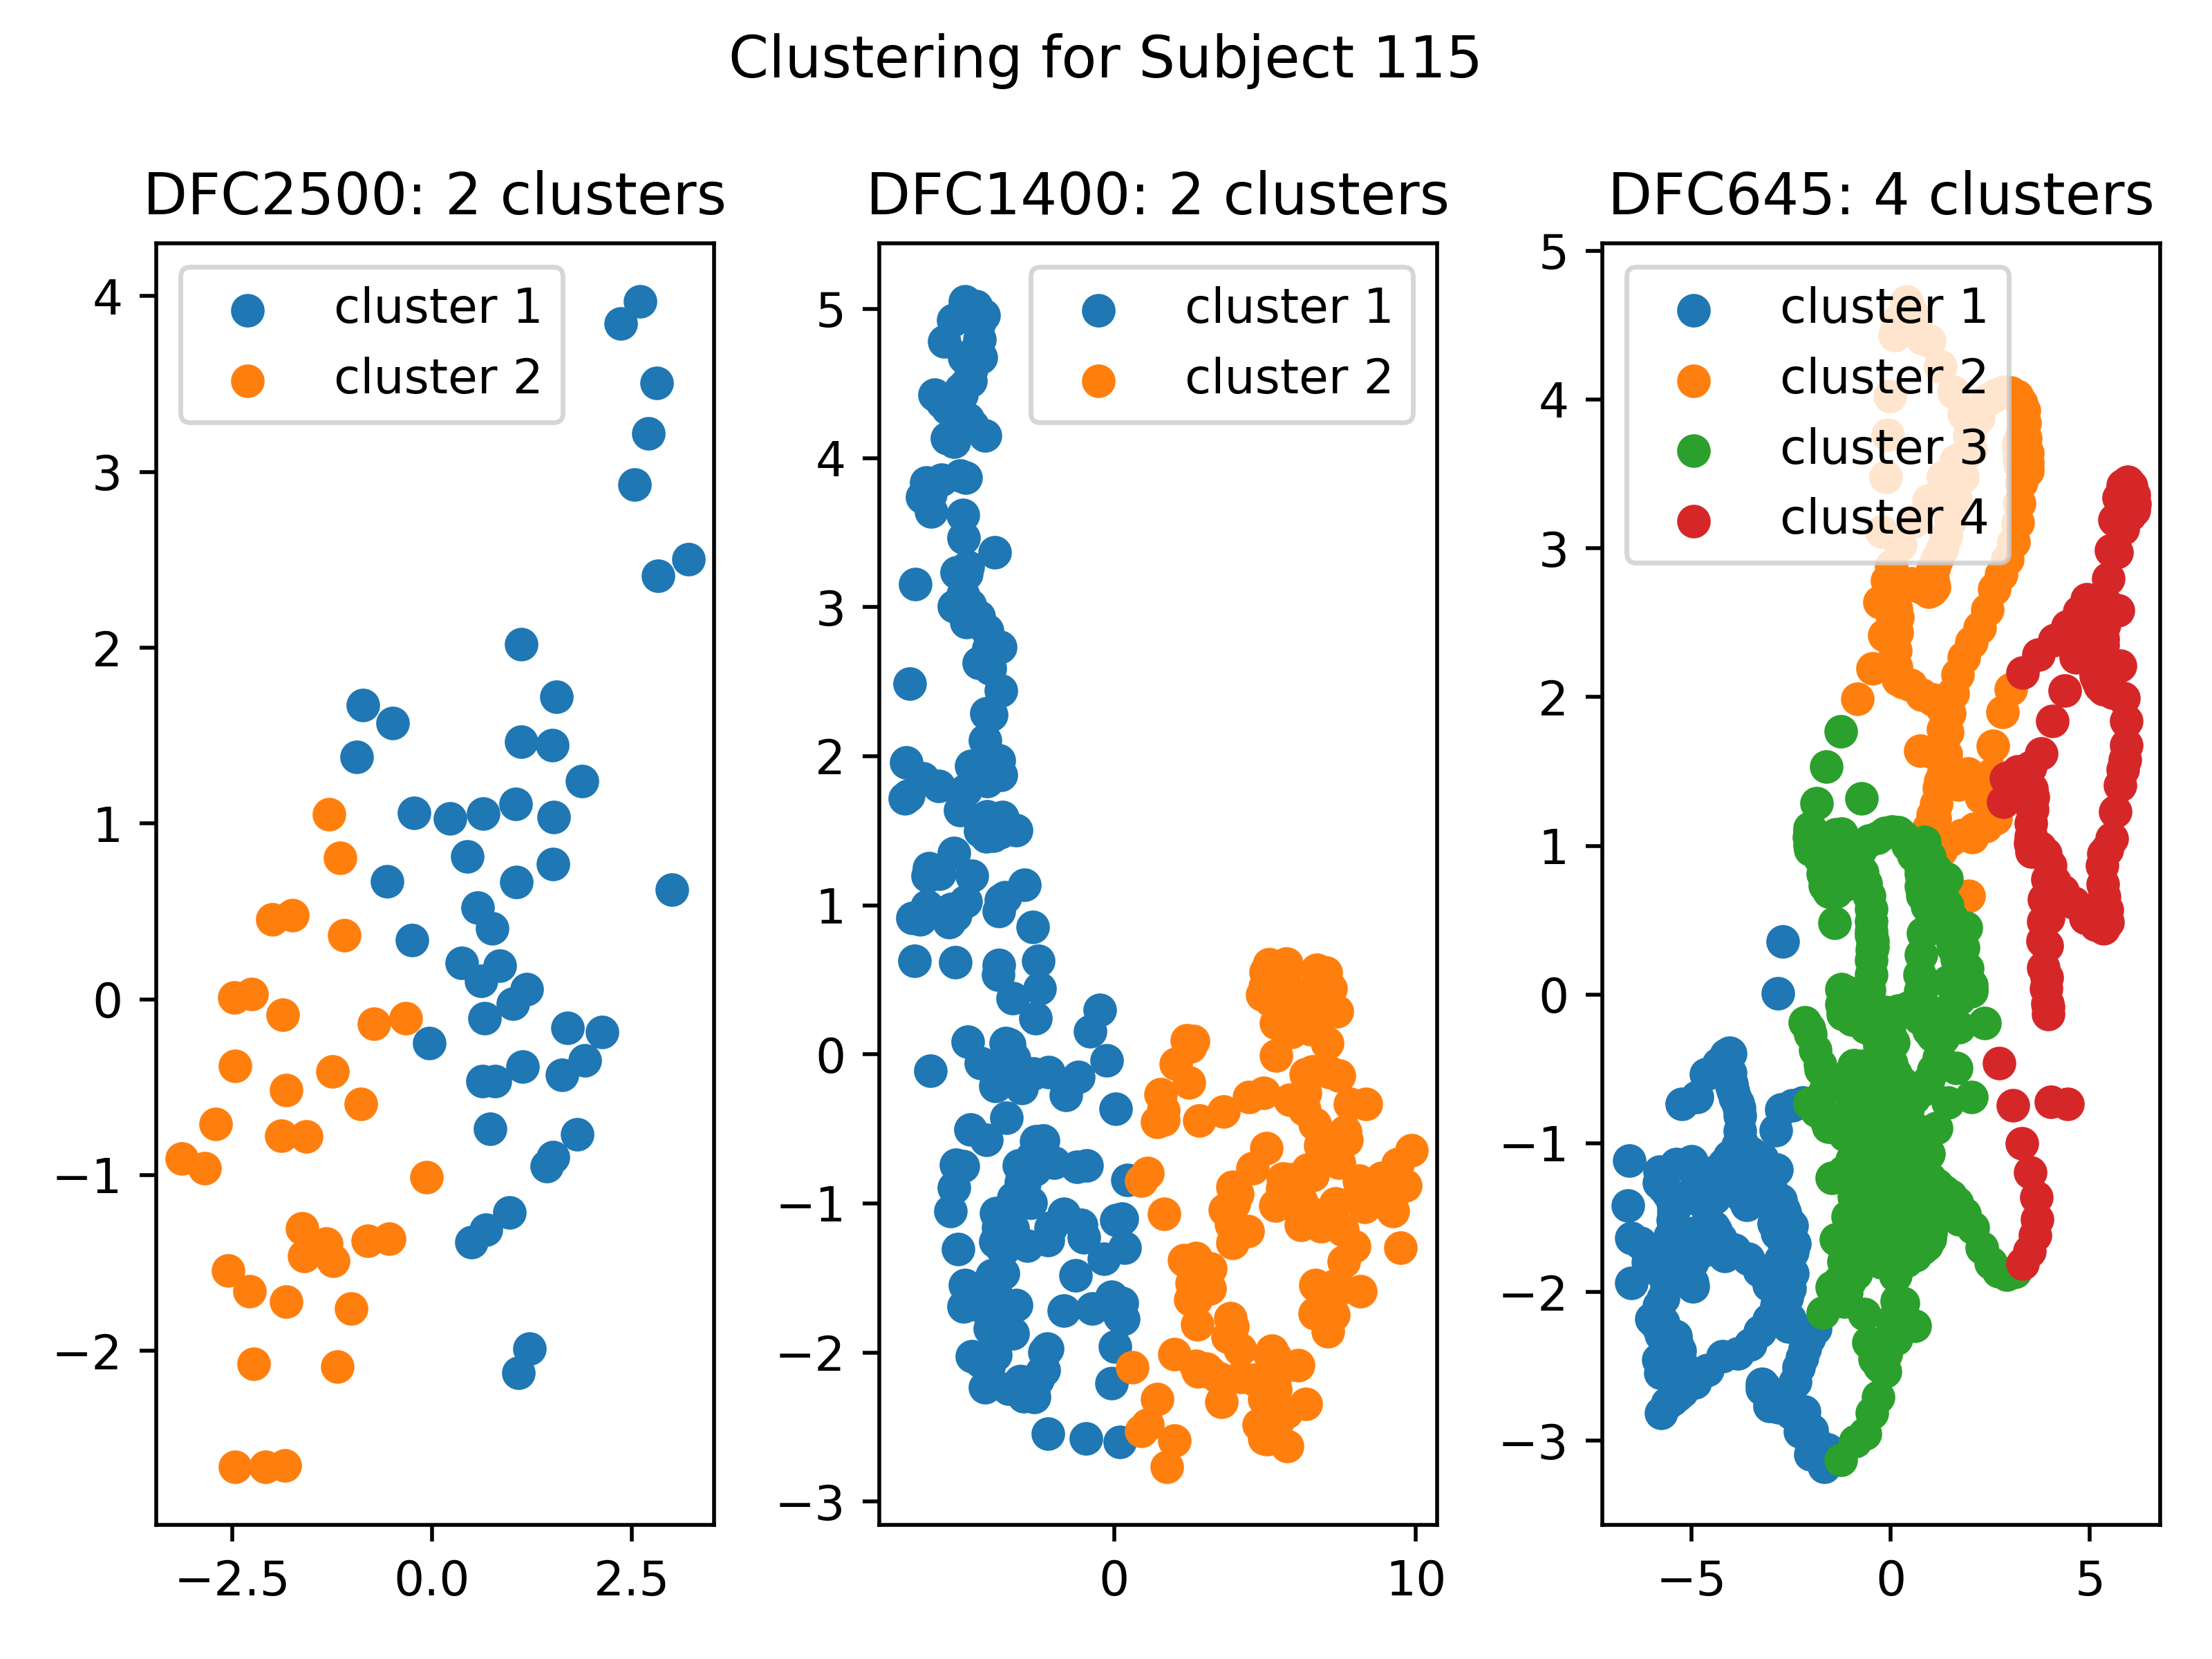 Clustering for Subject 115
DFC2500: 2 clusters
DFC1400: 2 clusters
DFC645: 4 clusters
cluster 1
cluster 2
cluster 1
cluster 2
cluster 1
cluster 2
cluster 3
cluster 4
4
3
2
1
0
−1
−2
−2.5
0.0
2.5
5
4
3
2
1
0
−1
−2
−3
0
10
5
4
3
2
1
0
−1
−2
−3
−5
0
5